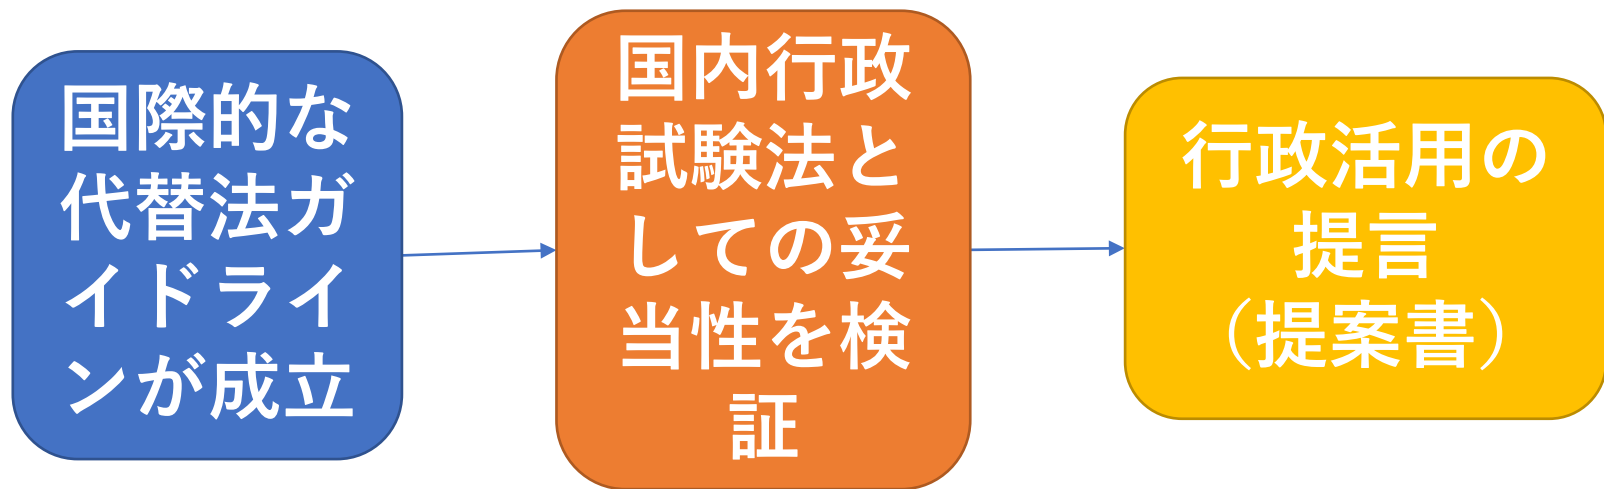 国際的な
代替法ガ
イドライ
ンが成立
国内行政
試験法と
しての妥
当性を検
証
行政活用の
提言
（提案書）